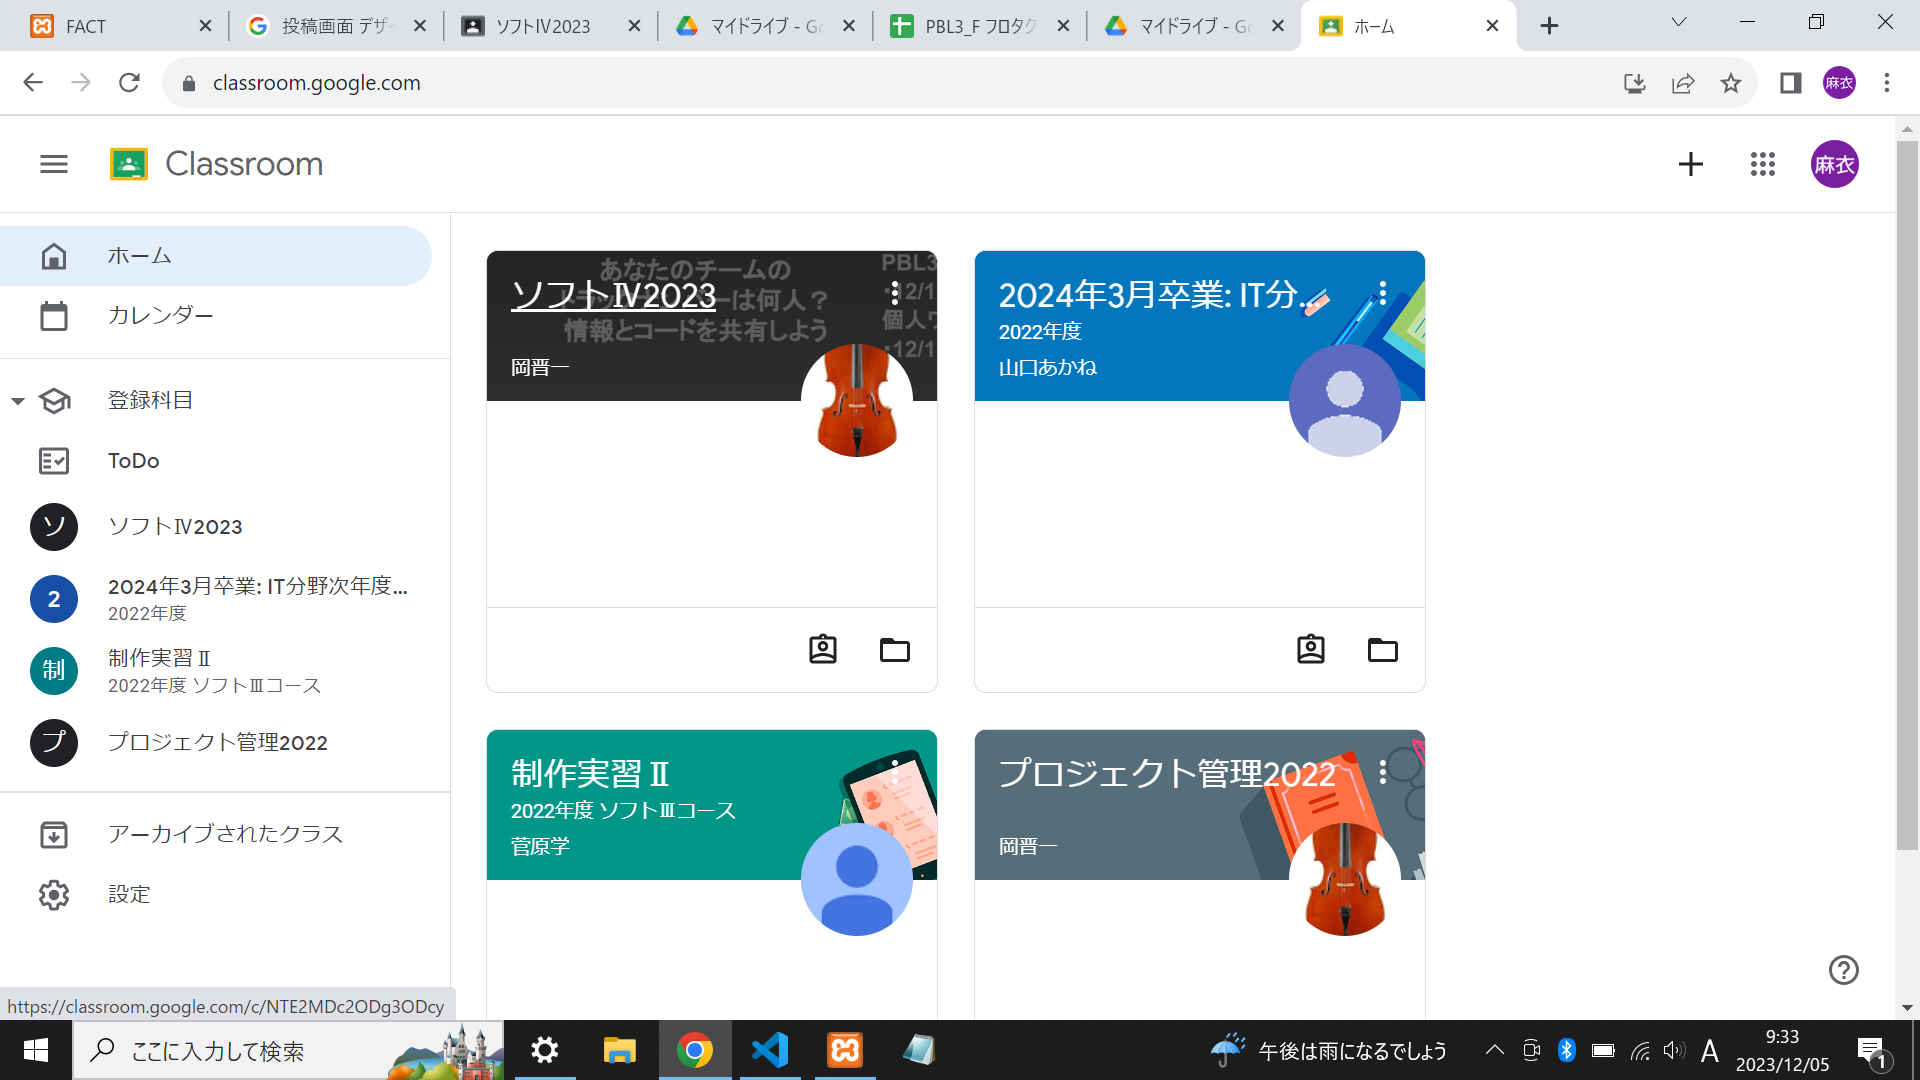 FACT
投稿画面 デザイ
ソフトⅣ2023
マイドライブ - Go
PBL3_F フロタク
マイドライブ - Go
ホーム
classroom.google.com
麻衣
Classroom
麻衣
ホーム
カレンダー
登録科目
ToDo
ソ
ソフトⅣ2023
2
2024年3月卒業: IT分野次年度...
2022年度
制
制作実習Ⅱ
2022年度 ソフトⅢコース
プ
プロジェクト管理2022
アーカイブされたクラス
設定
あなたのチームの
ーは何人？
情報とコードを共有しよう
PBL3
12/1
個人ワ
12/1
ソフトⅣ2023
岡晋一
2024年3月卒業: IT分...
2022年度
山口あかね
制作実習Ⅱ
2022年度 ソフトⅢコース
菅原学
プロジェクト管理2022
岡晋一
https://classroom.google.com/c/NTE2MDc2ODg3ODcy
ここに入力して検索
午後は雨になるでしょう
A
9:33
2023/12/05
1